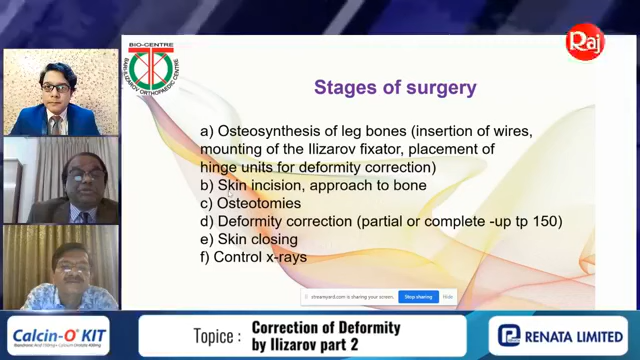 BIO-CENTRE
Raj
Stages of surgery
a) Osteosynthesis of leg bones (insertion of wires,
mounting of the Ilizarov fixator, placement of
hinge units for deformity correction)
b) Skin incision, approach to bone
c) Osteotomies
d) Deformity correction (partial or complete -up tp 150)
e) Skin closing
f) Control x-rays
streamyard.com is sharing your screen.
Stop sharing
Hide
Calcin-O KIT
Topice :
Correction of Deformity
by Ilizarov part 2
RENATA LIMITED